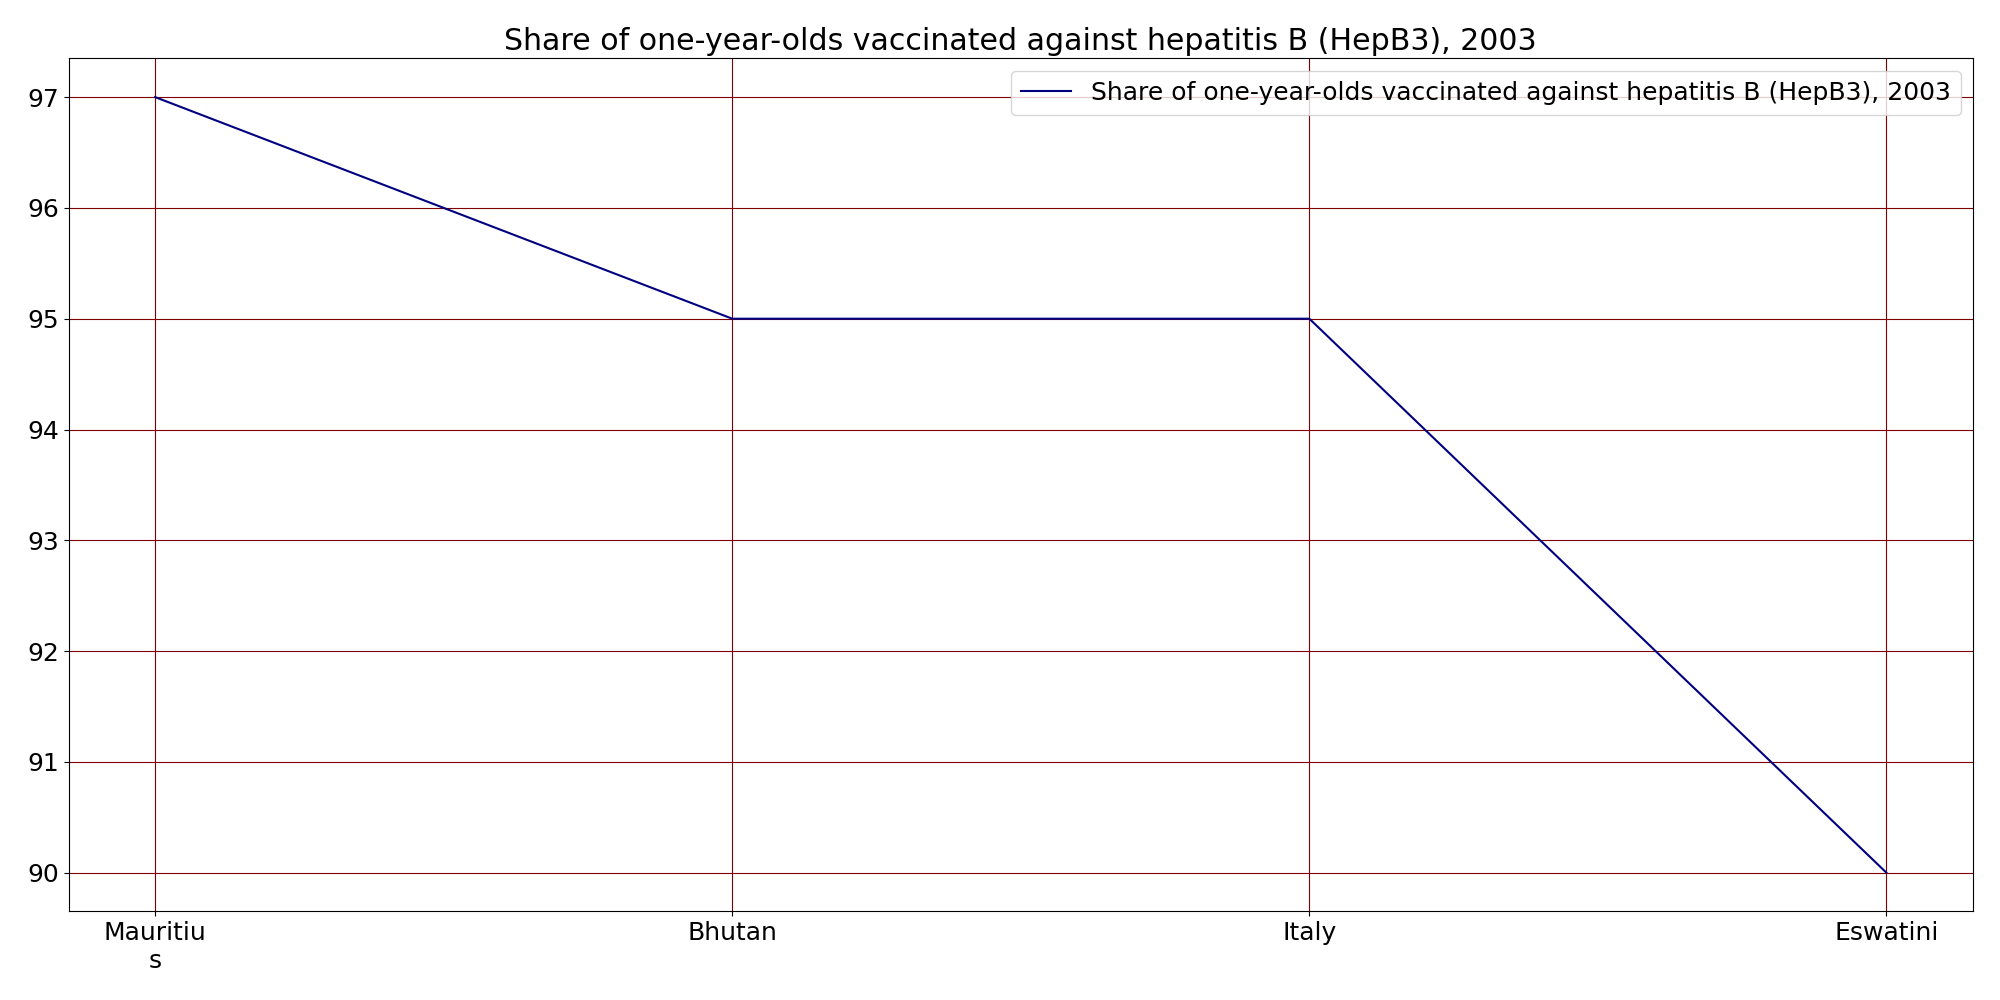 Share of one-year-olds vaccinated against hepatitis B (HepB3), 2003
Share of one-year-olds vaccinated against hepatitis B (HepB3), 2003
97
96
95
94
93
92
91
90
Mauritiu
s
Bhutan
Italy
Eswatini